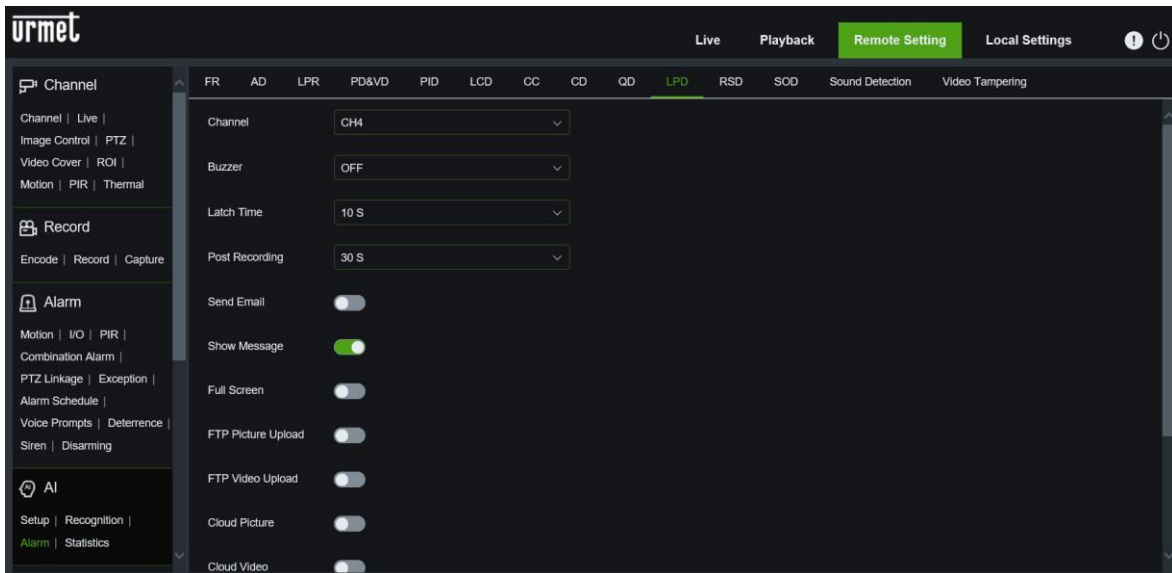 urmet
Live Playback Remote Setting Local Settings
Channel
Channel | Live |
Image Control | PTZ |
Video Cover | ROI |
Motion | PIR | Thermal
Record
Encode | Record | Capture
Alarm
Motion | I/O | PIR |
Combination Alarm |
PTZ Linkage | Exception |
Alarm Schedule |
Voice Prompts | Deterrence |
Siren | Disarming
AI
Setup | Recognition |
Alarm | Statistics
FR AD LPR PD&VD PID LCD CC CD QD LPD RSD SOD Sound Detection Video Tampering
Channel CH4
Buzzer OFF
Latch Time 10 S
Post Recording 30 S
Send Email
Show Message
Full Screen
FTP Picture Upload
FTP Video Upload
Cloud Picture
Cloud Video